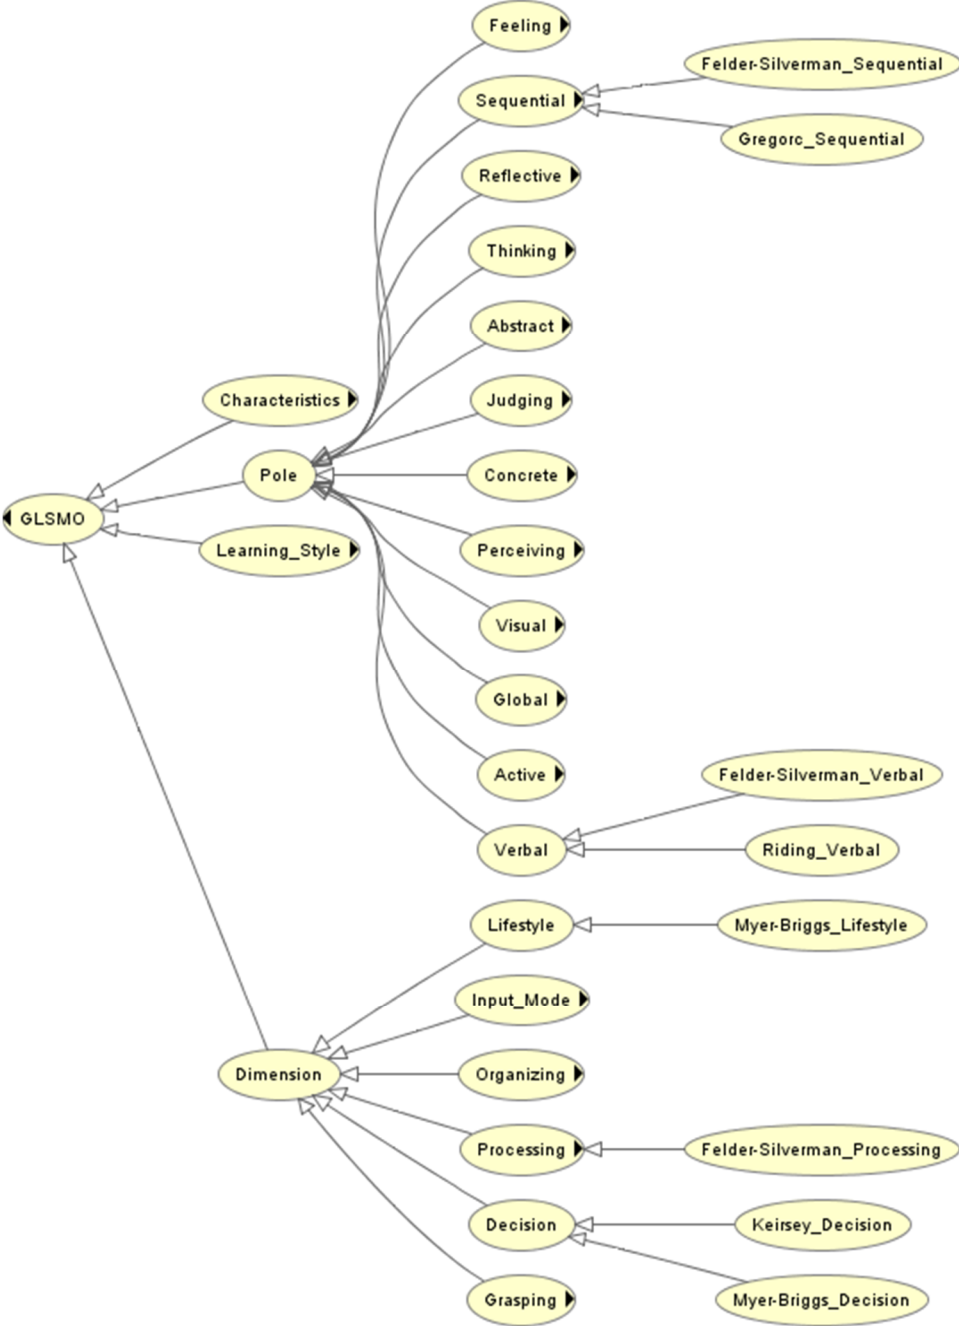 Feeling
Felder-Silverman_Sequential
Sequential
Gregorc_Sequential
Reflective
Thinking
Abstract
Characteristics
Judging
Pole
Concrete
GLSMO
Learning_Style
Perceiving
Visual
Global
Active
Felder-Silverman_Verbal
Verbal
Riding_Verbal
Lifestyle
Myer-Briggs_Lifestyle
Input_Mode
Dimension
Organizing
Processing
Felder-Silverman_Processing
Decision
Keirsey_Decision
Grasping
Myer-Briggs_Decision